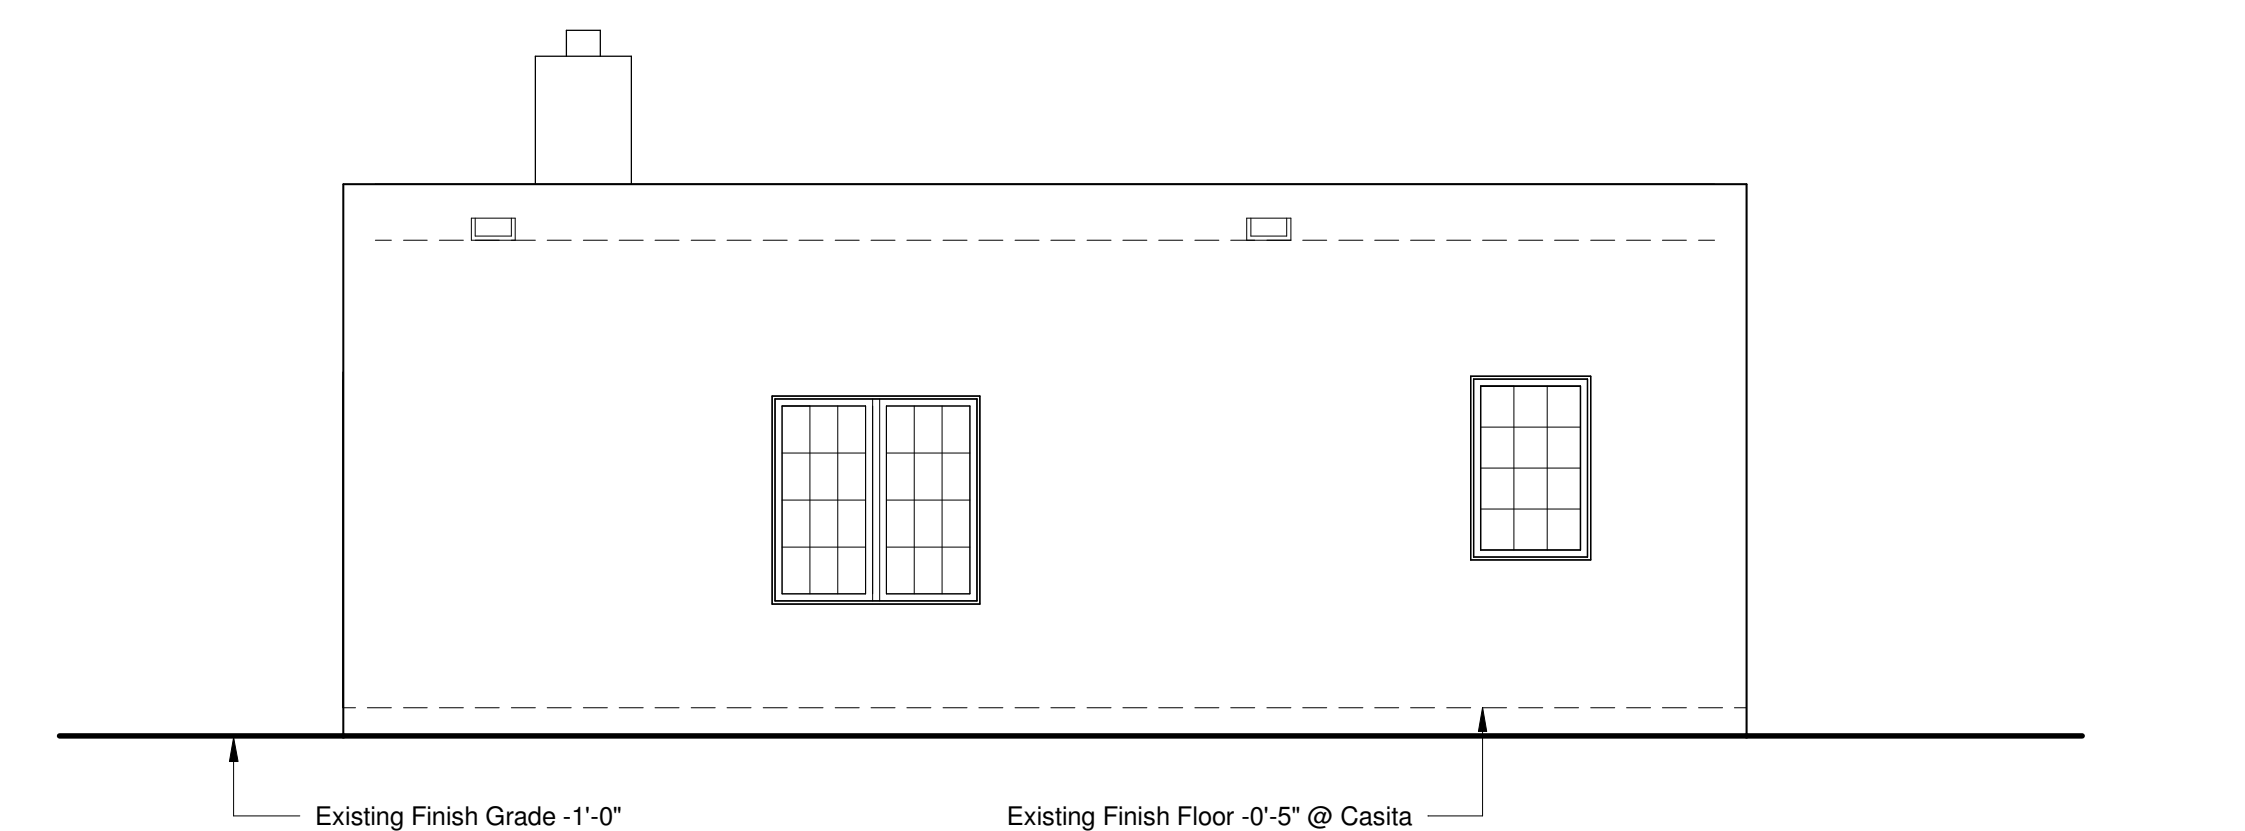 Existing Finish Grade -1'-0"
Existing Finish Floor -0'-5" @ Casita